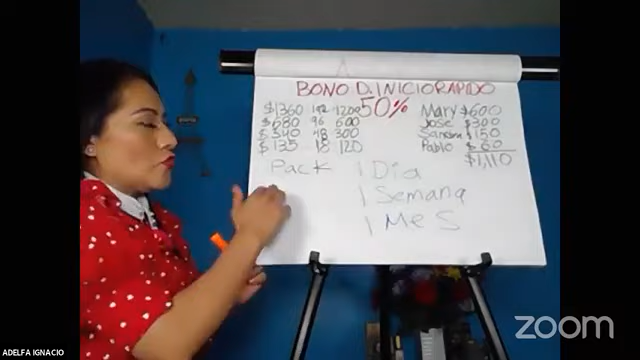 BONO D. INICIO RAPIDO
50%
$1360 192 1200
$680 96 600
$340 48 300
$135 18 120
Mary $600
Jose $300
Sandra $150
Pablo $60
$1,110
Pack 1 Dia
1 Semana
1 MeS
zoom
ADELFA IGNACIO